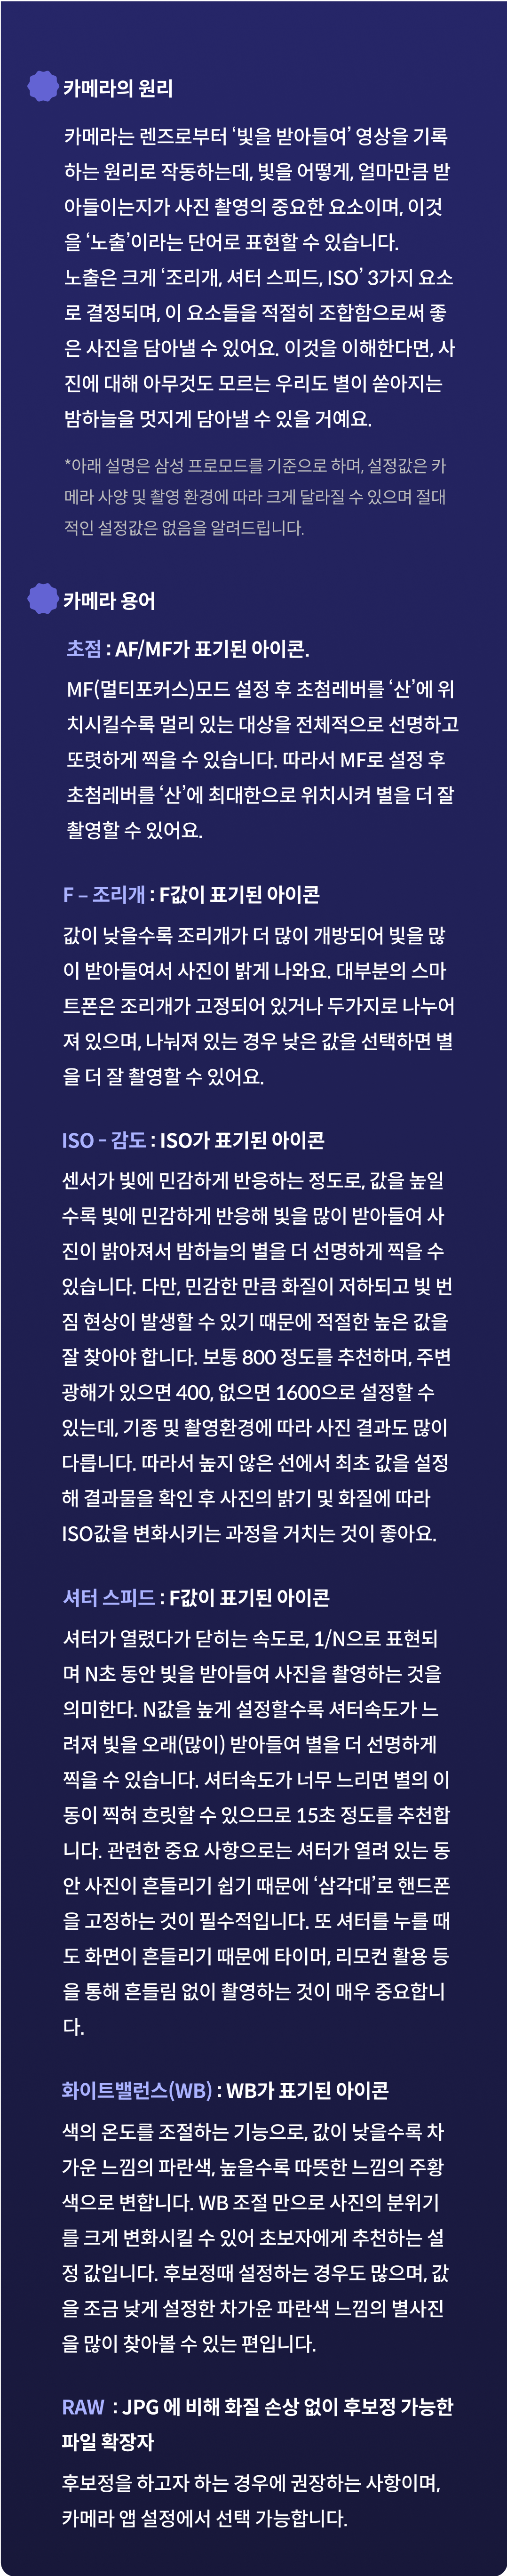 카메라의 원리
카메라는 렌즈로부터 ‘빛을 받아들여’ 영상을 기록
하는 원리로 작동하는데, 빛을 어떻게, 얼마만큼 받
아들이는지가 사진 촬영의 중요한 요소이며, 이것
을 ‘노출’이라는 단어로 표현할 수 있습니다.
노출은 크게 ‘조리개, 셔터 스피드, ISO’ 3가지 요소
로 결정되며, 이 요소들을 적절히 조합함으로써 좋
은 사진을 담아낼 수 있어요. 이것을 이해한다면, 사
진에 대해 아무것도 모르는 우리도 별이 쏟아지는
밤하늘을 멋지게 담아낼 수 있을 거예요.
*아래 설명은 삼성 프로모드를 기준으로 하며, 설정값은 카
메라 사양 및 촬영 환경에 따라 크게 달라질 수 있으며 절대
적인 설정값은 없음을 알려드립니다.
카메라 용어
초점 : AF/MF가 표기된 아이콘.
MF(멀티포커스)모드 설정 후 초첨레버를 ‘산’에 위
치시킬수록 멀리 있는 대상을 전체적으로 선명하고
또렷하게 찍을 수 있습니다. 따라서 MF로 설정 후
초첨레버를 ‘산’에 최대한으로 위치시켜 별을 더 잘
촬영할 수 있어요.
F – 조리개 : F값이 표기된 아이콘
값이 낮을수록 조리개가 더 많이 개방되어 빛을 많
이 받아들여서 사진이 밝게 나와요. 대부분의 스마
트폰은 조리개가 고정되어 있거나 두가지로 나누어
져 있으며, 나눠져 있는 경우 낮은 값을 선택하면 별
을 더 잘 촬영할 수 있어요.
ISO - 감도 : ISO가 표기된 아이콘
센서가 빛에 민감하게 반응하는 정도로, 값을 높일
수록 빛에 민감하게 반응해 빛을 많이 받아들여 사
진이 밝아져서 밤하늘의 별을 더 선명하게 찍을 수
있습니다. 다만, 민감한 만큼 화질이 저하되고 빛 번
짐 현상이 발생할 수 있기 때문에 적절한 높은 값을
잘 찾아야 합니다. 보통 800 정도를 추천하며, 주변
광해가 있으면 400, 없으면 1600으로 설정할 수
있는데, 기종 및 촬영환경에 따라 사진 결과도 많이
다릅니다. 따라서 높지 않은 선에서 최초 값을 설정
해 결과물을 확인 후 사진의 밝기 및 화질에 따라
ISO값을 변화시키는 과정을 거치는 것이 좋아요.
셔터 스피드 : F값이 표기된 아이콘
셔터가 열렸다가 닫히는 속도로, 1/N으로 표현되
며 N초 동안 빛을 받아들여 사진을 촬영하는 것을
의미한다. N값을 높게 설정할수록 셔터속도가 느
려져 빛을 오래(많이) 받아들여 별을 더 선명하게
찍을 수 있습니다. 셔터속도가 너무 느리면 별의 이
동이 찍혀 흐릿할 수 있으므로 15초 정도를 추천합
니다. 관련한 중요 사항으로는 셔터가 열려 있는 동
안 사진이 흔들리기 쉽기 때문에 ‘삼각대’로 핸드폰
을 고정하는 것이 필수적입니다. 또 셔터를 누를 때
도 화면이 흔들리기 때문에 타이머, 리모컨 활용 등
을 통해 흔들림 없이 촬영하는 것이 매우 중요합니
다.
화이트밸런스(WB) : WB가 표기된 아이콘
색의 온도를 조절하는 기능으로, 값이 낮을수록 차
가운 느낌의 파란색, 높을수록 따뜻한 느낌의 주황
색으로 변합니다. WB 조절 만으로 사진의 분위기
를 크게 변화시킬 수 있어 초보자에게 추천하는 설
정 값입니다. 후보정때 설정하는 경우도 많으며, 값
을 조금 낮게 설정한 차가운 파란색 느낌의 별사진
을 많이 찾아볼 수 있는 편입니다.
RAW : JPG 에 비해 화질 손상 없이 후보정 가능한
파일 확장자
후보정을 하고자 하는 경우에 권장하는 사항이며,
카메라 앱 설정에서 선택 가능합니다.